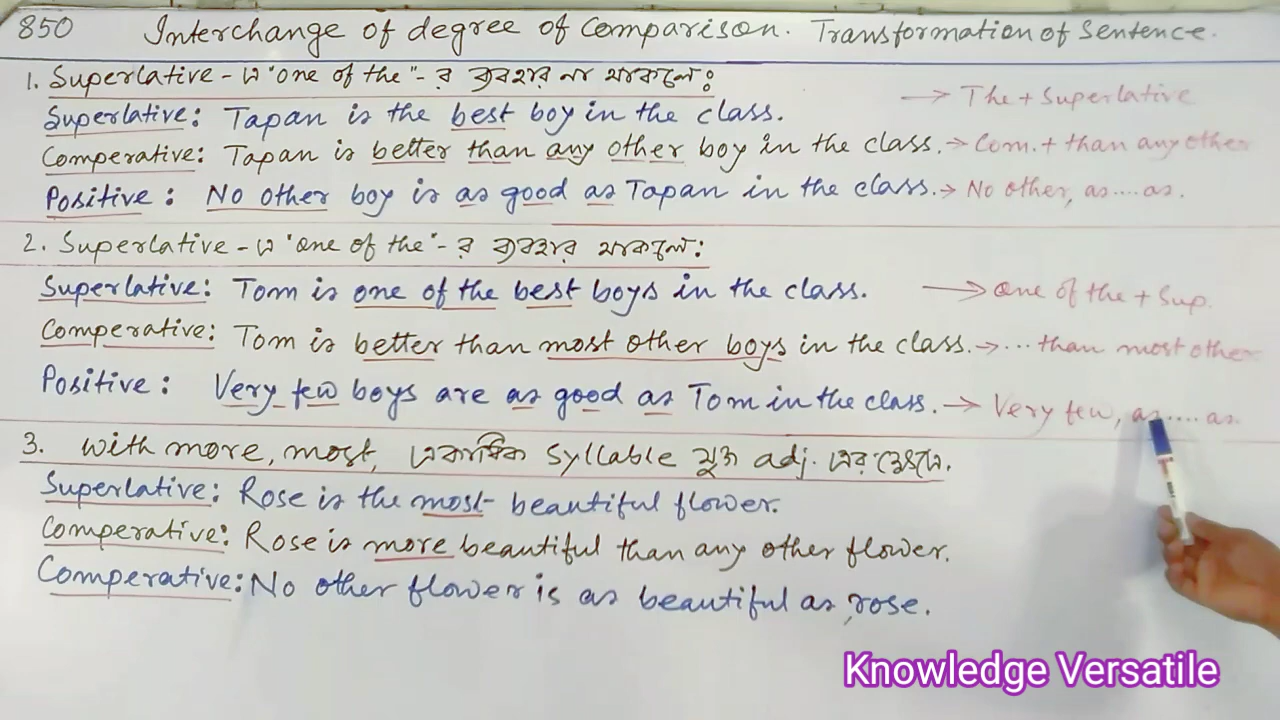 850 Interchange of degree of Comparison. Transformation of Sentence.
1. Superlative - এ "one of the" - র ব্যবহার না থাকলে:
→ The + Superlative
Superlative: Tapan is the best boy in the class.
Comperative: Tapan is better than any other boy in the class. → Com. + than any other
Positive: No other boy is as good as Tapan in the class. → No other, as....as.
2. Superlative - এ 'one of the' - র ব্যবহার থাকলে:
Superlative: Tom is one of the best boys in the class. → One of the + Sup.
Comperative: Tom is better than most other boys in the class. → ... than most other
Positive: Very few boys are as good as Tom in the class. → Very few, as....as.
3. with more, most, একাধিক Syllable যুক্ত adj. এর ক্ষেত্রে.
Superlative: Rose is the most beautiful flower.
Comperative: Rose is more beautiful than any other flower.
Comperative: No other flower is as beautiful as rose.
Knowledge Versatile